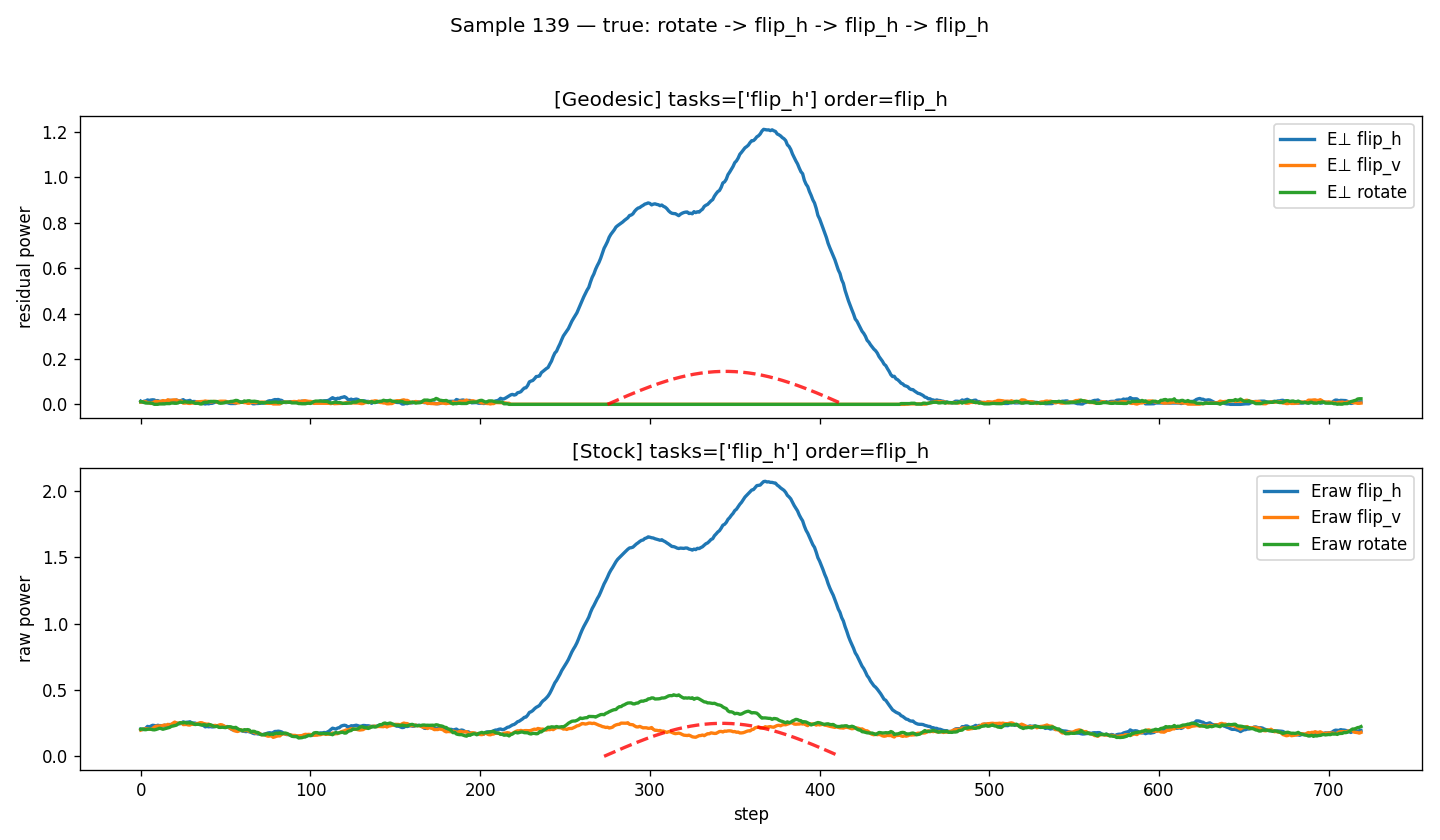 Sample 139 — true: rotate -> flip_h -> flip_h -> flip_h
[Geodesic] tasks=['flip_h'] order=flip_h
1.2
1.0
0.8
0.6
0.4
0.2
0.0
residual power
E⊥ flip_h
E⊥ flip_v
E⊥ rotate
[Stock] tasks=['flip_h'] order=flip_h
2.0
1.5
1.0
0.5
0.0
raw power
Eraw flip_h
Eraw flip_v
Eraw rotate
0 100 200 300 400 500 600 700
step